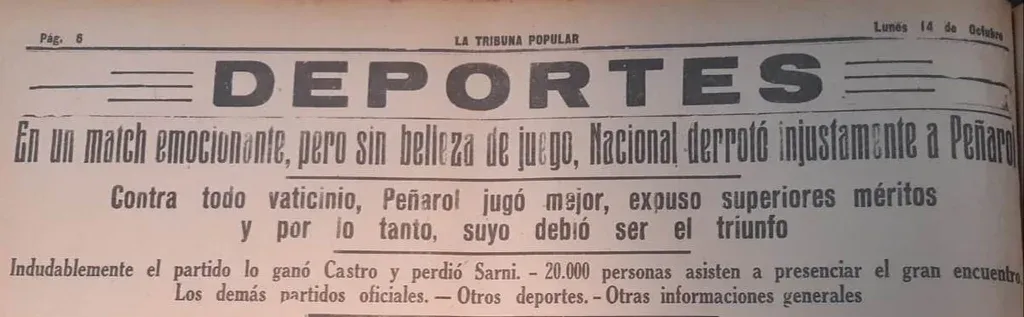 Pág. 6 LA TRIBUNA POPULAR Lunes 14 de Octubre
DEPORTES
En un match emocionante, pero sin belleza de juego, Nacional derrotó injustamente a Peñarol
Contra todo vaticinio, Peñarol jugó mejor, expuso superiores méritos
y por lo tanto, suyo debió ser el triunfo
Indudablemente el partido lo ganó Castro y perdió Sarni. - 20.000 personas asisten a presenciar el gran encuentro.
Los demás partidos oficiales. — Otros deportes. - Otras informaciones generales